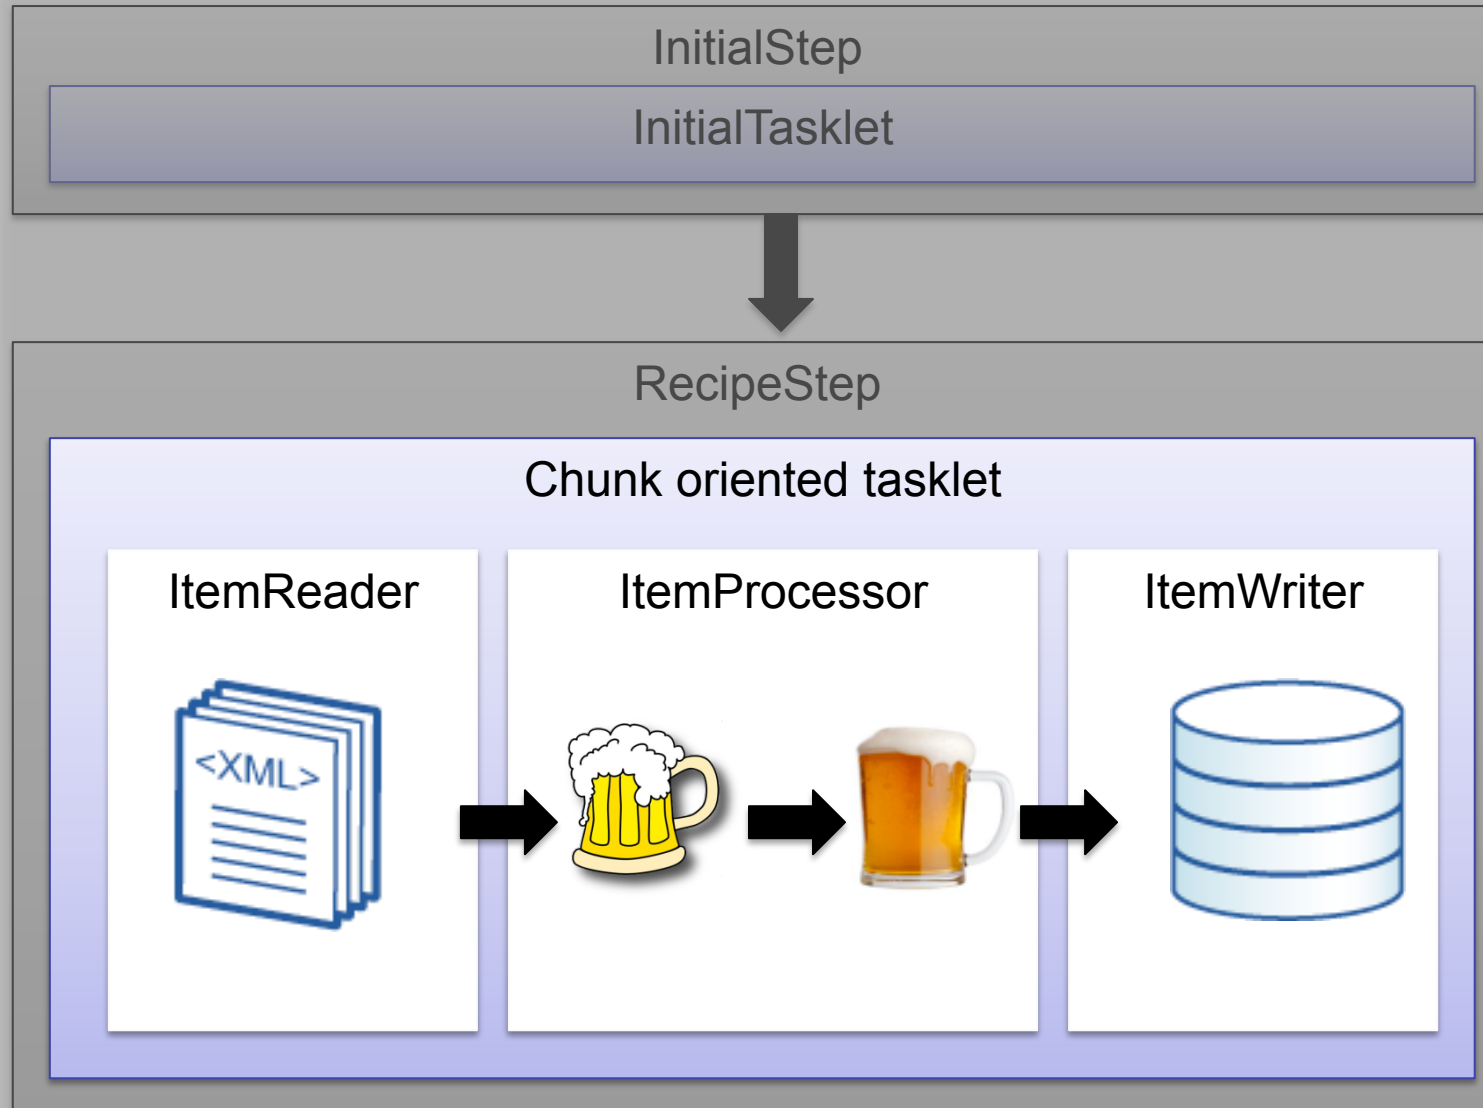 InitialStep
InitialTasklet
RecipeStep
Chunk oriented tasklet
ItemReader
ItemProcessor
ItemWriter
<XML>